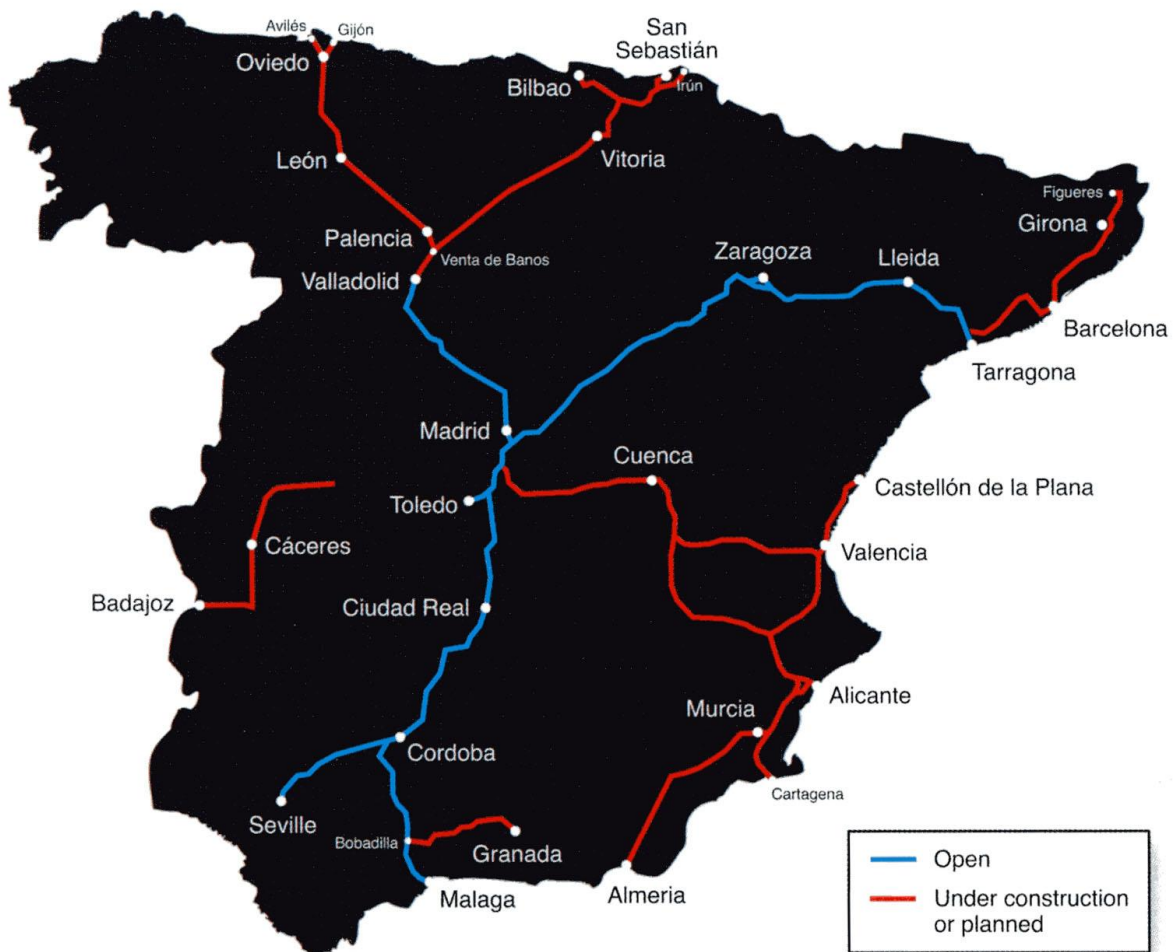 Avilés
Gijón
Oviedo
San
Sebastián
Bilbao
Irún
León
Vitoria
Figueres
Girona
Palencia
Venta de Banos
Zaragoza
Lleida
Valladolid
Barcelona
Tarragona
Madrid
Cuenca
Castellón de la Plana
Toledo
Cáceres
Valencia
Badajoz
Ciudad Real
Alicante
Murcia
Cordoba
Cartagena
Seville
Bobadilla
Granada
Malaga
Almeria
Open
Under construction
or planned